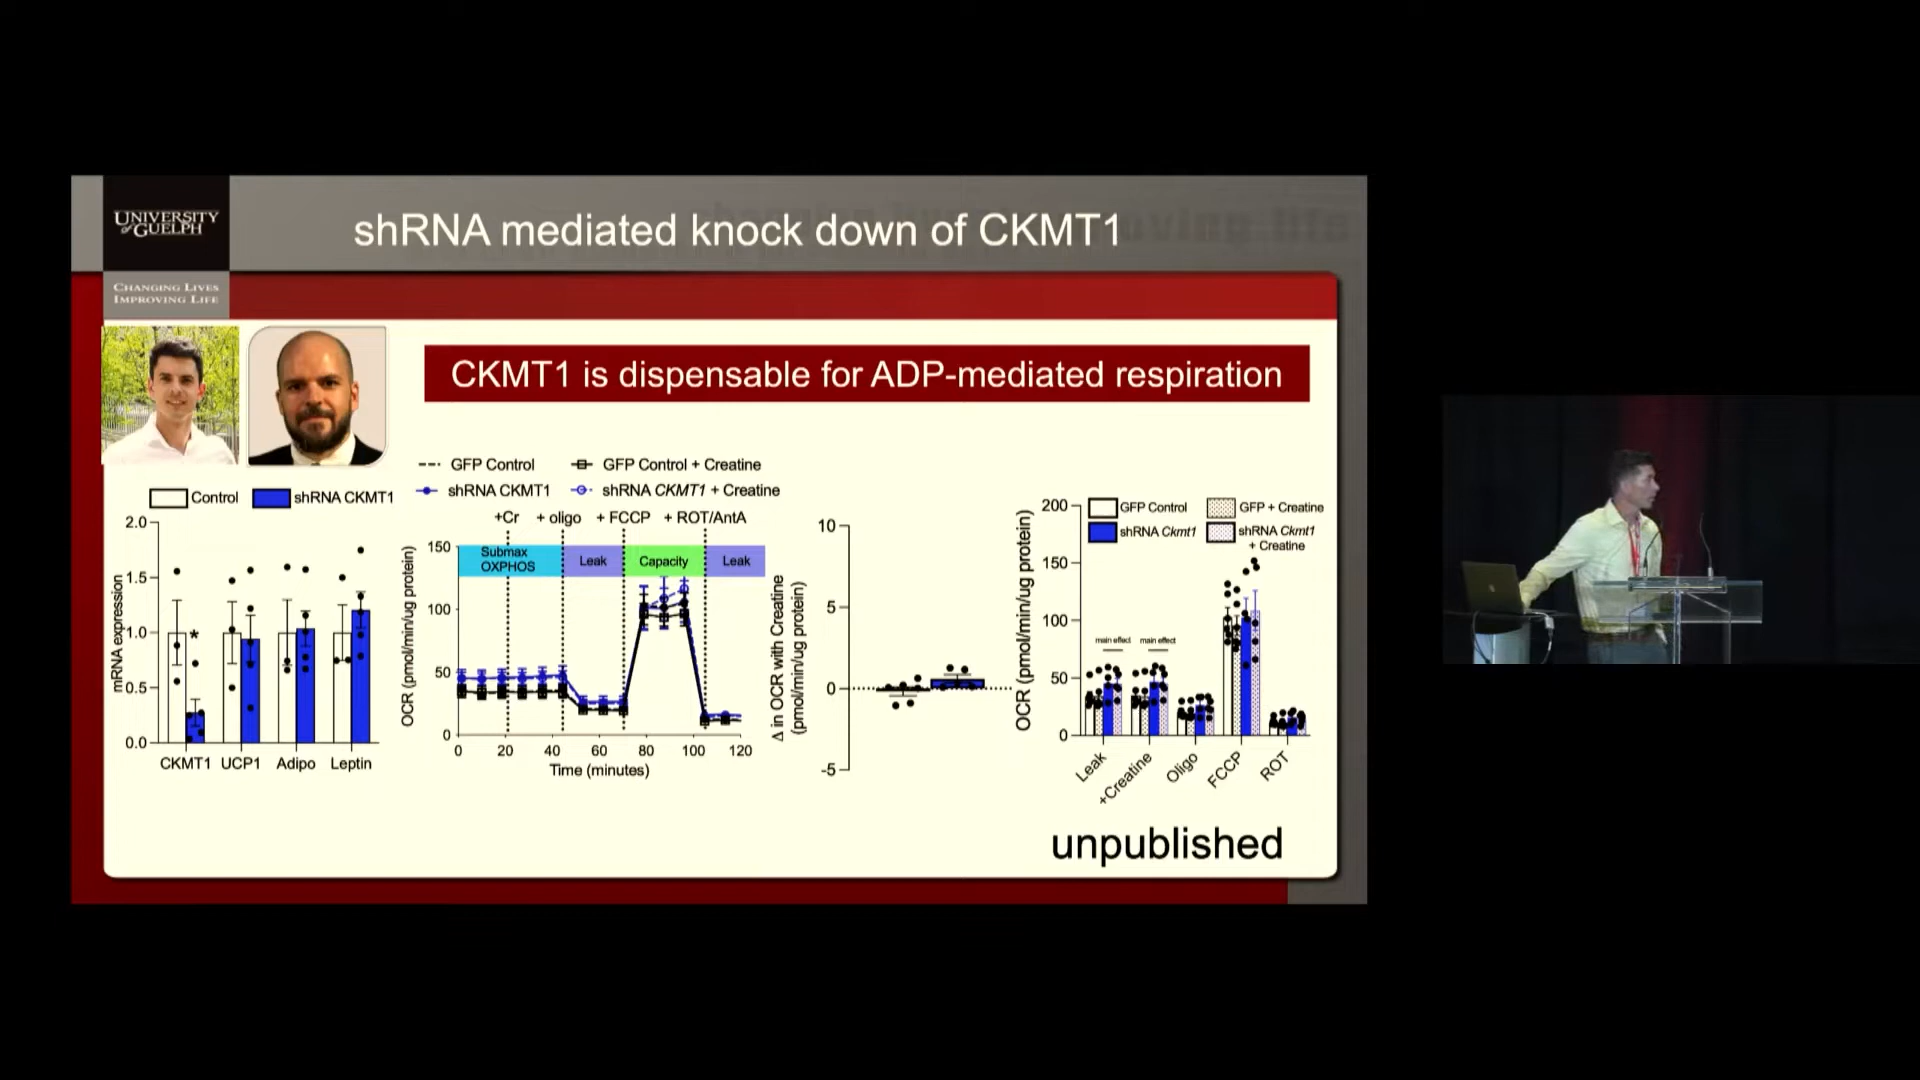 UNIVERSITY
of GUELPH
CHANGING LIVES
IMPROVING LIFE
shRNA mediated knock down of CKMT1
CKMT1 is dispensable for ADP-mediated respiration
Control
shRNA CKMT1
2.0
1.5
1.0
0.5
0.0
mRNA expression
*
CKMT1
UCP1
Adipo
Leptin
GFP Control
GFP Control + Creatine
shRNA CKMT1
shRNA CKMT1 + Creatine
+Cr
+ oligo
+ FCCP
+ ROT/AntA
Submax
OXPHOS
Leak
Capacity
Leak
150
100
50
0
OCR (pmol/min/ug protein)
0
20
40
60
80
100
120
Time (minutes)
Δ in OCR with Creatine
(pmol/min/ug protein)
10
5
0
-5
OCR (pmol/min/ug protein)
200
150
100
50
0
GFP Control
GFP + Creatine
shRNA Ckmt1
shRNA Ckmt1
+ Creatine
main effect
main effect
Leak
+Creatine
Oligo
FCCP
ROT
unpublished